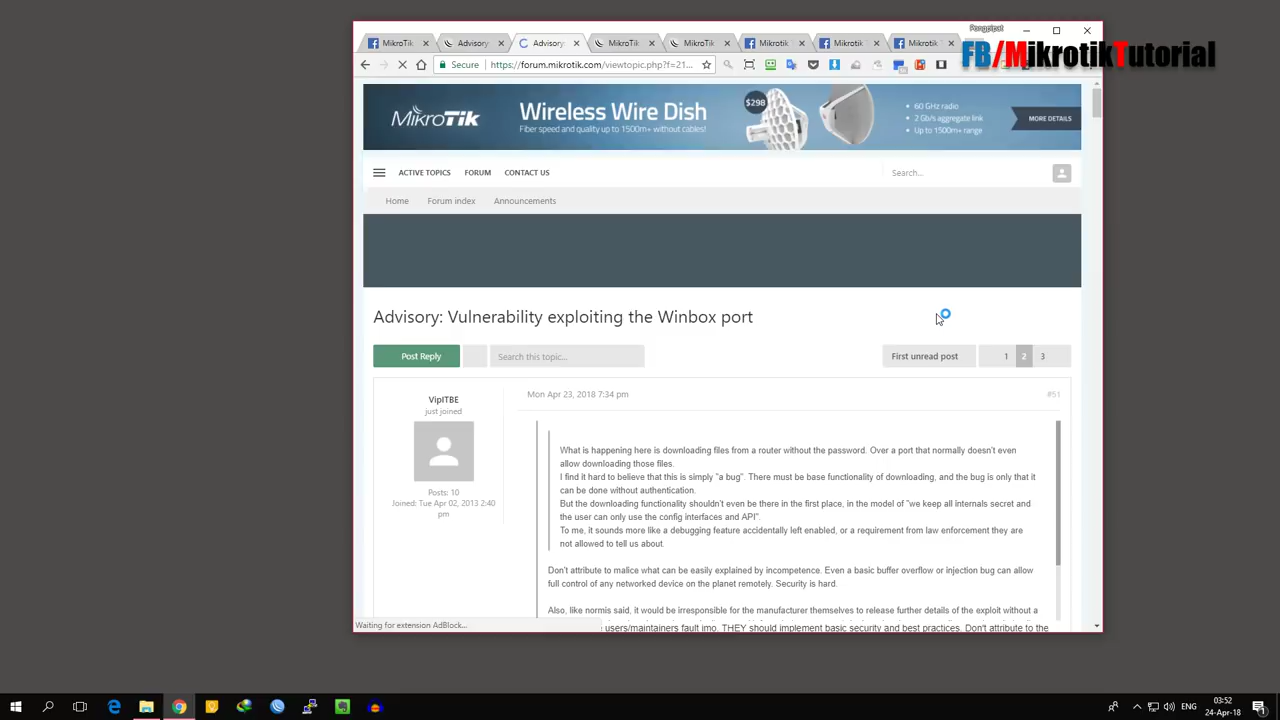 Pongpipat
MikroTik
Advisory:
Advisory:
MikroTik
MikroTik
MikroTik
MikroTik
MikroTik
FB/MikrotikTutorial
Secure
https://forum.mikrotik.com/viewtopic.php?f=21...
MikroTik
Wireless Wire Dish
Fiber speed and quality up to 1500m+ without cables!
$298
• 60 GHz radio
• 2 Gb/s aggregate link
• Up to 1500m+ range
MORE DETAILS
ACTIVE TOPICS
FORUM
CONTACT US
Search...
Home
Forum index
Announcements
Advisory: Vulnerability exploiting the Winbox port
Post Reply
Search this topic...
First unread post
1
2
3
VipITBE
just joined
Posts: 10
Joined: Tue Apr 02, 2013 2:40
pm
Mon Apr 23, 2018 7:34 pm
#51
What is happening here is downloading files from a router without the password. Over a port that normally doesn't even
allow downloading those files.
I find it hard to believe that this is simply "a bug". There must be base functionality of downloading, and the bug is only that it
can be done without authentication.
But the downloading functionality shouldn't even be there in the first place, in the model of "we keep all internals secret and
the user can only use the config interfaces and API".
To me, it sounds more like a debugging feature accidentally left enabled, or a requirement from law enforcement they are
not allowed to tell us about.
Don't attribute to malice what can be easily explained by incompetence. Even a basic buffer overflow or injection bug can allow
full control of any networked device on the planet remotely. Security is hard.
Also, like normis said, it would be irresponsible for the manufacturer themselves to release further details of the exploit without a
users/maintainers fault imo. THEY should implement basic security and best practices. Don't attribute to the
Waiting for extension AdBlock...
ENG
03:52
24-Apr-18